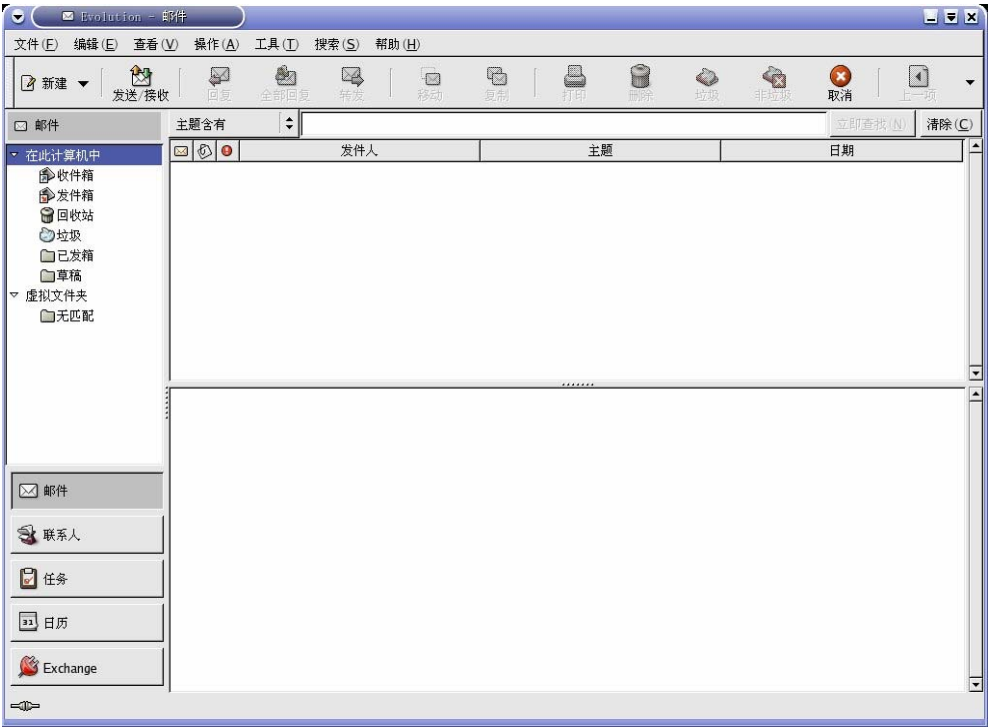 Evolution - 邮件
文件(F) 编辑(E) 查看(V) 操作(A) 工具(T) 搜索(S) 帮助(H)
新建 发送/接收 回复 全部回复 转发 移动 复制 打印 删除 垃圾 非垃圾 取消 上一项
邮件 主题含有 立即查找(N) 清除(C)
发件人 主题 日期
在此计算机中
收件箱
发件箱
回收站
垃圾
已发箱
草稿
虚拟文件夹
无匹配
邮件
联系人
任务
31 日历
Exchange